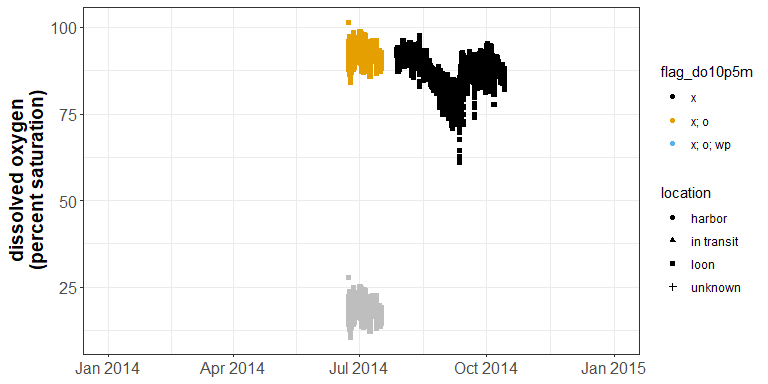 dissolved oxygen
(percent saturation)
100
75
50
25
Jan 2014
Apr 2014
Jul 2014
Oct 2014
Jan 2015
flag_do10p5m
x
x; o
x; o; wp
location
harbor
in transit
loon
unknown